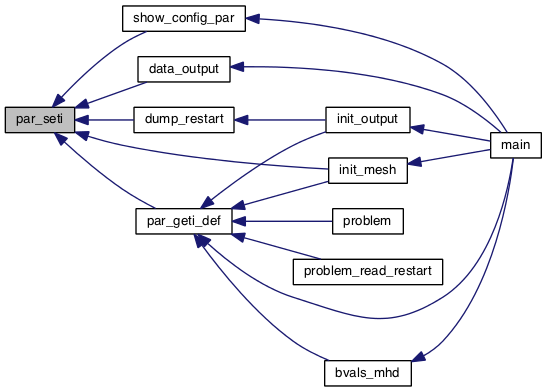 show_config_par
data_output
par_seti
dump_restart
init_output
main
init_mesh
par_geti_def
problem
problem_read_restart
bvals_mhd